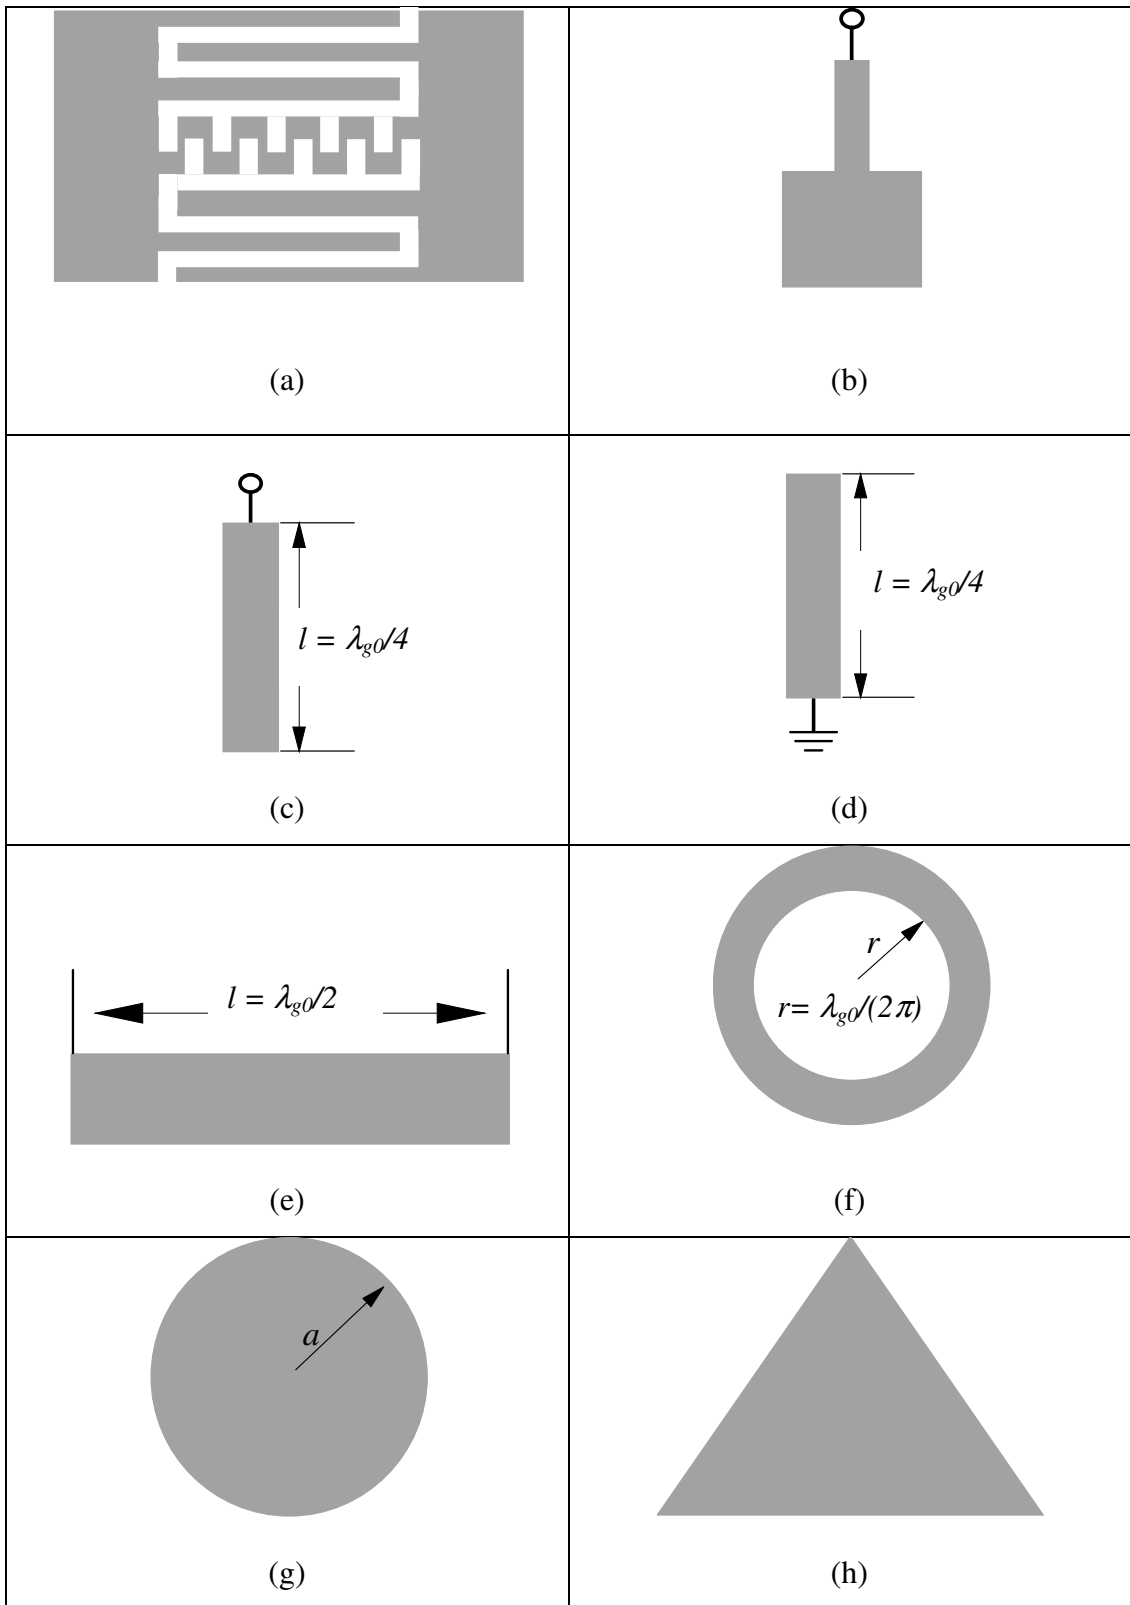 (a)
(b)
l = λg0/4
(c)
l = λg0/4
(d)
l = λg0/2
(e)
r
r= λg0/(2π)
(f)
a
(g)
(h)